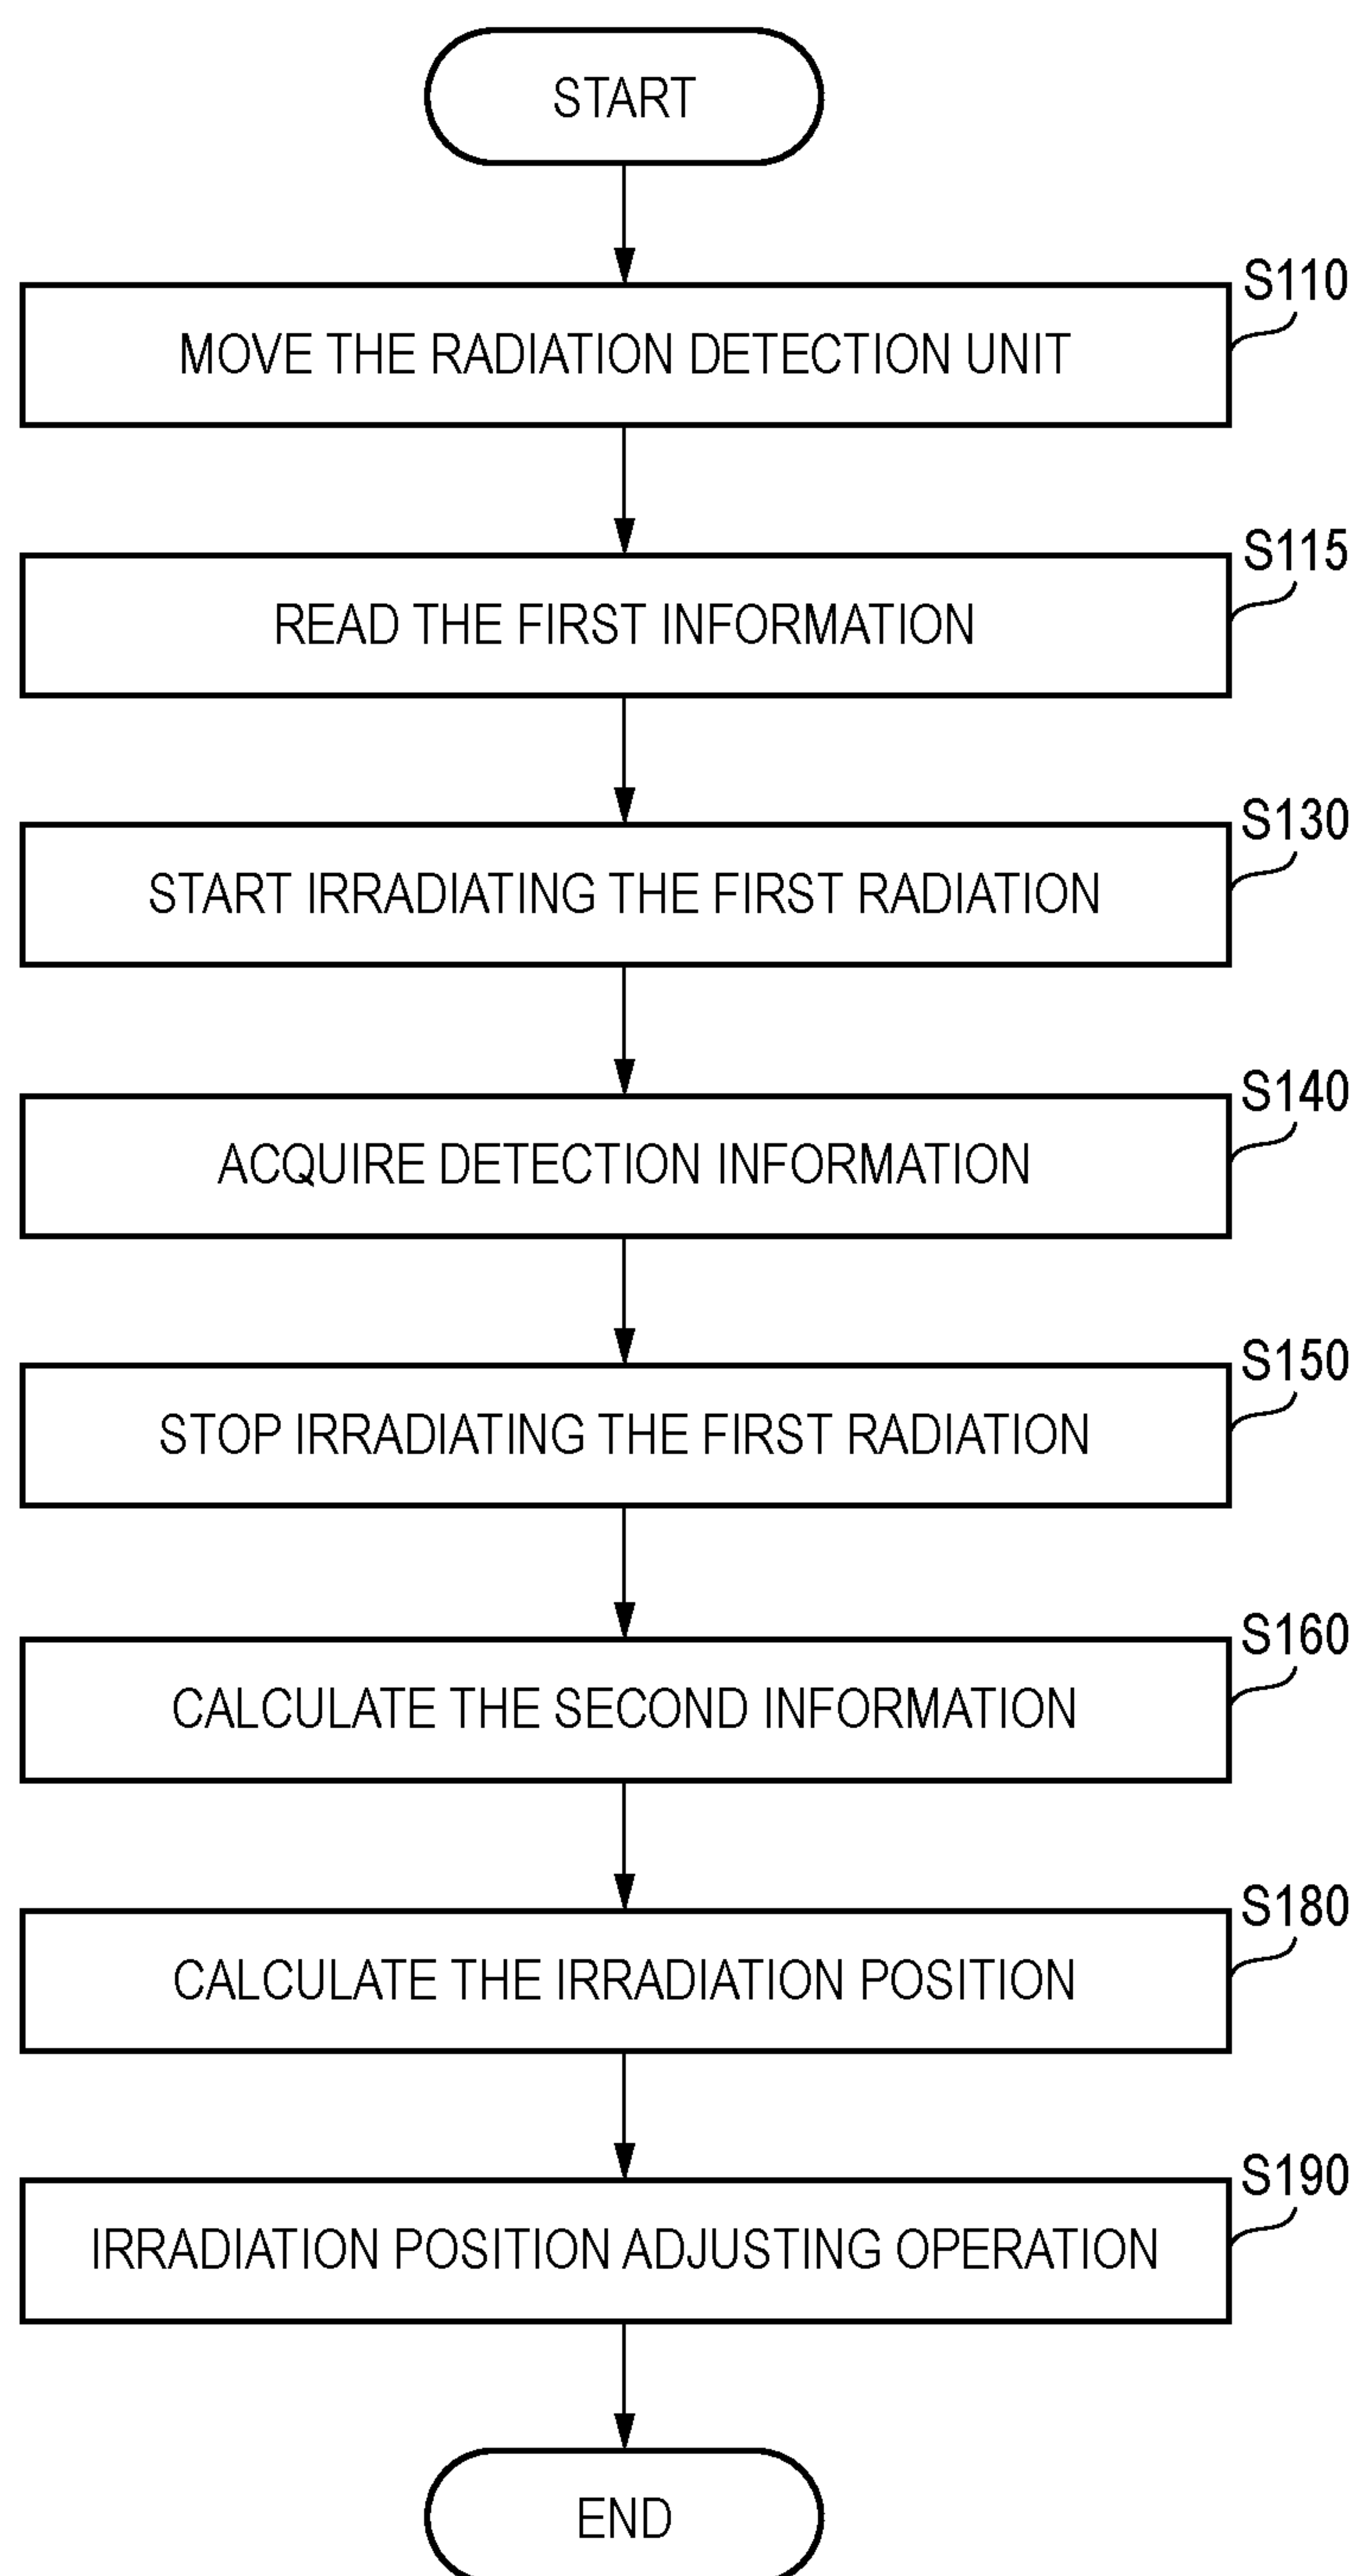 START
S110
MOVE THE RADIATION DETECTION UNIT
S115
READ THE FIRST INFORMATION
S130
START IRRADIATING THE FIRST RADIATION
S140
ACQUIRE DETECTION INFORMATION
S150
STOP IRRADIATING THE FIRST RADIATION
S160
CALCULATE THE SECOND INFORMATION
S180
CALCULATE THE IRRADIATION POSITION
S190
IRRADIATION POSITION ADJUSTING OPERATION
END